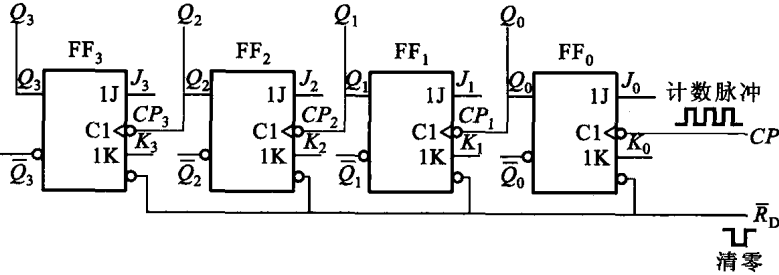 Q₃ Q₂ Q₁ Q₀
FF₃ FF₂ FF₁ FF₀
Q₃ J₃ Q₂ J₂ Q₁ J₁ Q₀ J₀
1J 1J 1J 1J
计数脉冲
CP₃ CP₂ CP₁
C1 C1 C1 C1 CP
K₃ K₂ K₁ K₀
1K 1K 1K 1K
Q̅₃ Q̅₂ Q̅₁ Q̅₀
R̅D
清零